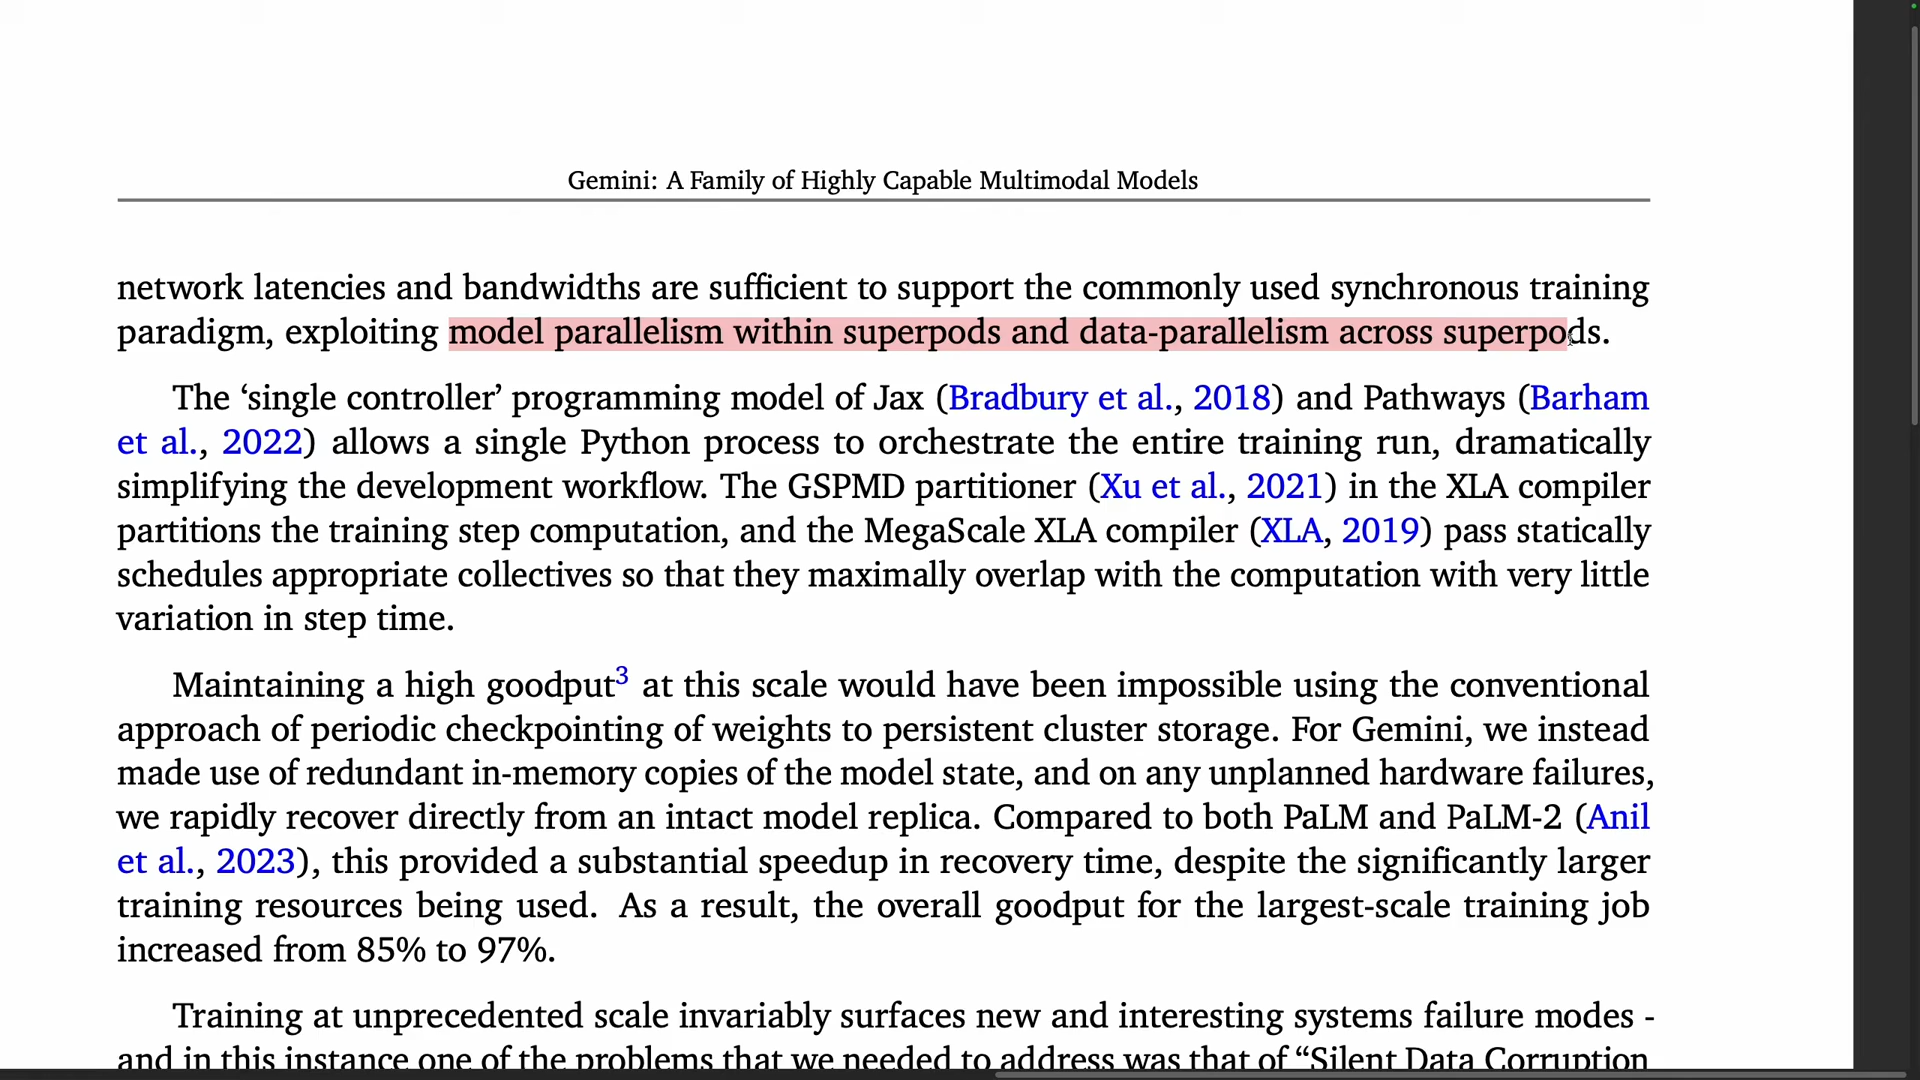 Gemini: A Family of Highly Capable Multimodal Models
network latencies and bandwidths are sufficient to support the commonly used synchronous training
paradigm, exploiting model parallelism within superpods and data-parallelism across superpods.
The ‘single controller’ programming model of Jax (Bradbury et al., 2018) and Pathways (Barham
et al., 2022) allows a single Python process to orchestrate the entire training run, dramatically
simplifying the development workflow. The GSPMD partitioner (Xu et al., 2021) in the XLA compiler
partitions the training step computation, and the MegaScale XLA compiler (XLA, 2019) pass statically
schedules appropriate collectives so that they maximally overlap with the computation with very little
variation in step time.
Maintaining a high goodput3 at this scale would have been impossible using the conventional
approach of periodic checkpointing of weights to persistent cluster storage. For Gemini, we instead
made use of redundant in-memory copies of the model state, and on any unplanned hardware failures,
we rapidly recover directly from an intact model replica. Compared to both PaLM and PaLM-2 (Anil
et al., 2023), this provided a substantial speedup in recovery time, despite the significantly larger
training resources being used. As a result, the overall goodput for the largest-scale training job
increased from 85% to 97%.
Training at unprecedented scale invariably surfaces new and interesting systems failure modes -
and in this instance one of the problems that we needed to address was that of “Silent Data Corruption